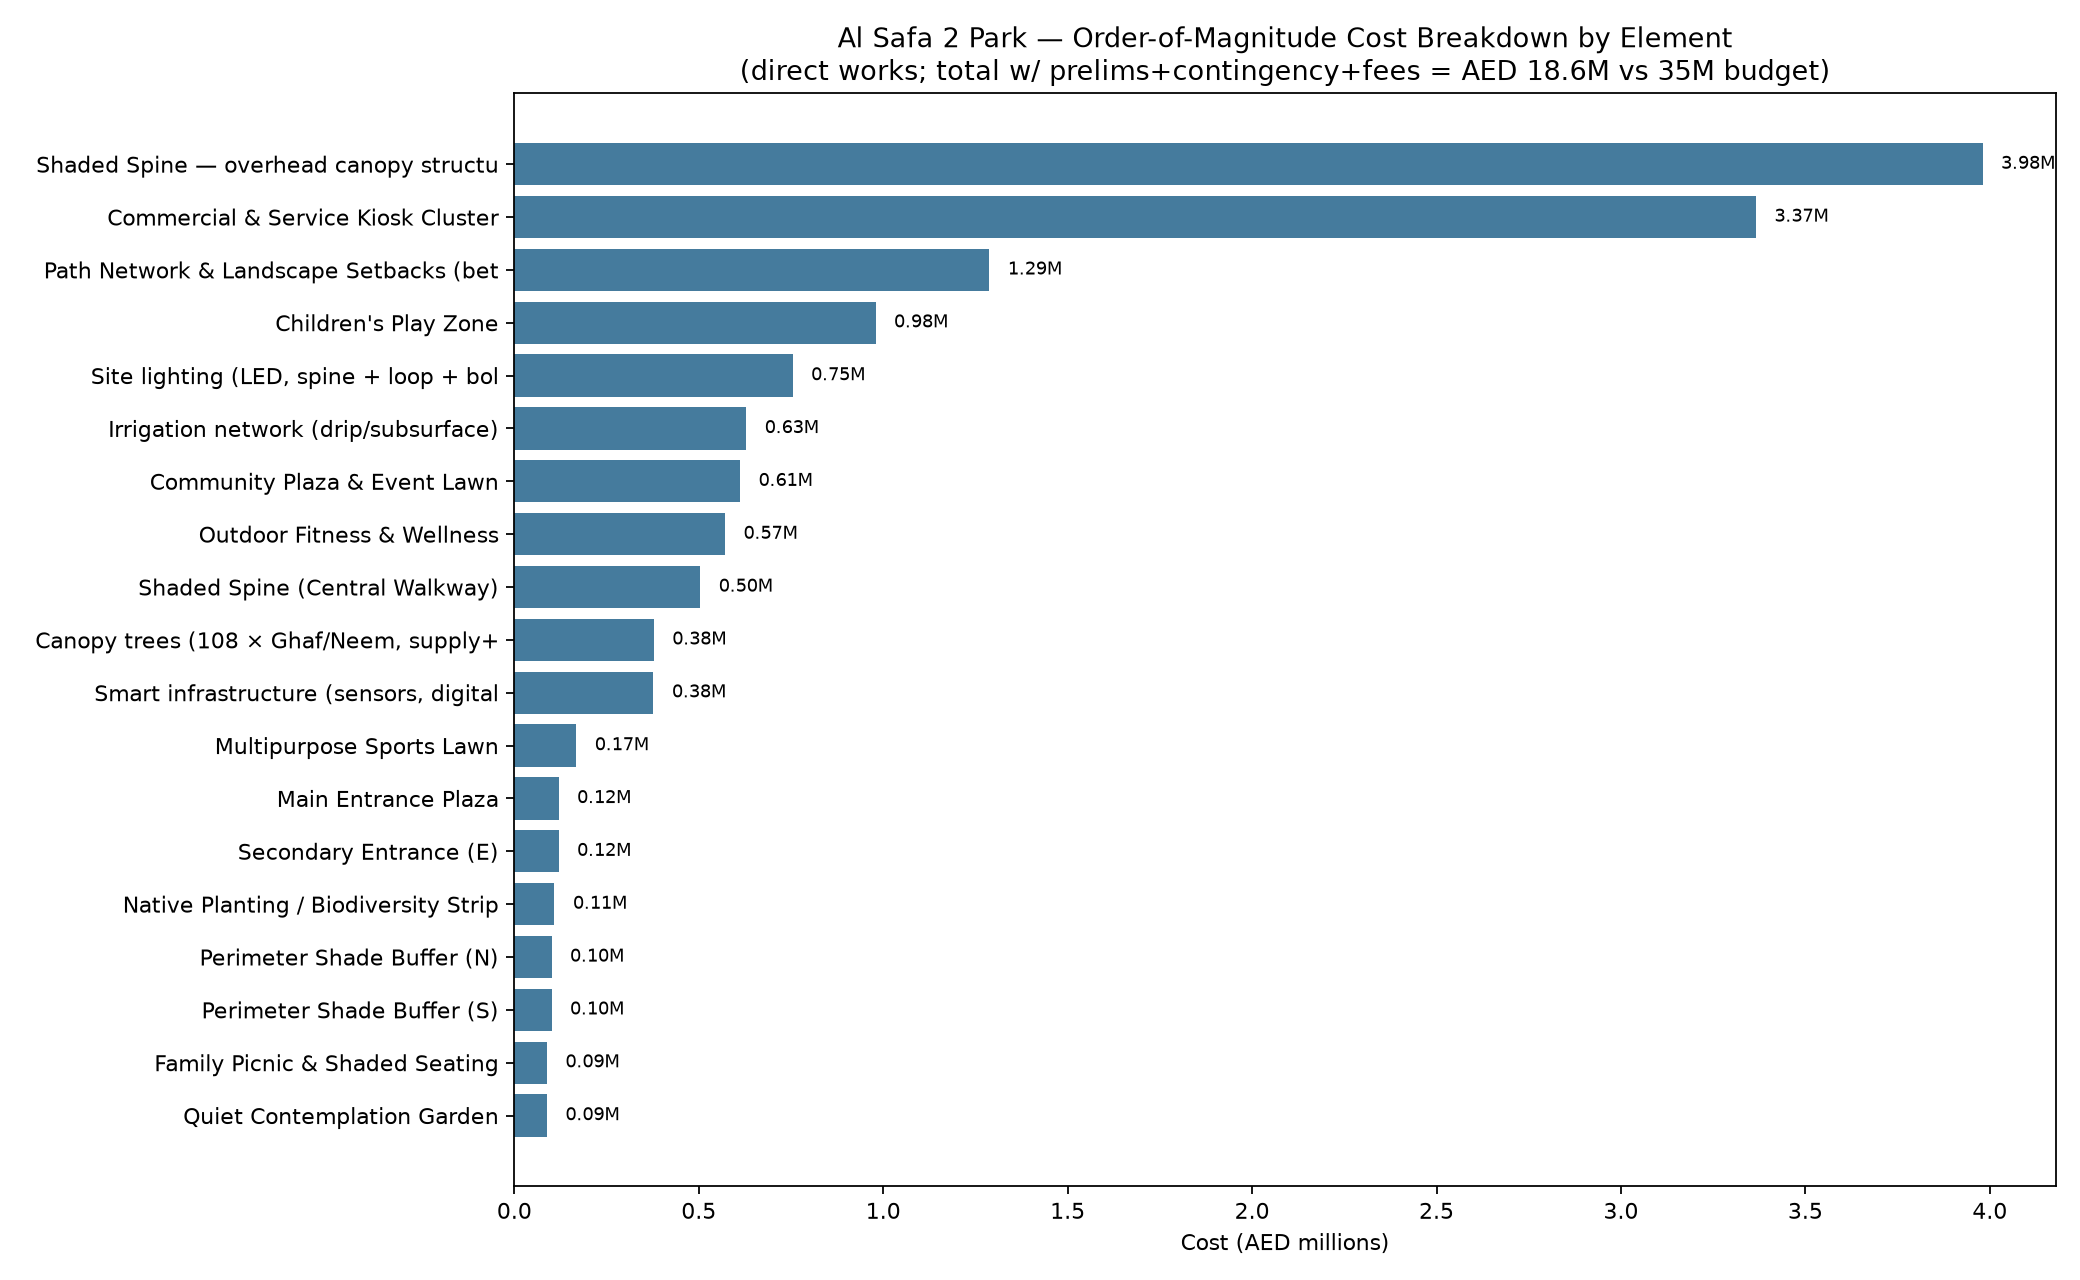 Al Safa 2 Park — Order-of-Magnitude Cost Breakdown by Element
(direct works; total w/ prelims+contingency+fees = AED 18.6M vs 35M budget)
Shaded Spine — overhead canopy structu 3.98M
Commercial & Service Kiosk Cluster 3.37M
Path Network & Landscape Setbacks (bet 1.29M
Children's Play Zone 0.98M
Site lighting (LED, spine + loop + bol 0.75M
Irrigation network (drip/subsurface) 0.63M
Community Plaza & Event Lawn 0.61M
Outdoor Fitness & Wellness 0.57M
Shaded Spine (Central Walkway) 0.50M
Canopy trees (108 × Ghaf/Neem, supply+ 0.38M
Smart infrastructure (sensors, digital 0.38M
Multipurpose Sports Lawn 0.17M
Main Entrance Plaza 0.12M
Secondary Entrance (E) 0.12M
Native Planting / Biodiversity Strip 0.11M
Perimeter Shade Buffer (N) 0.10M
Perimeter Shade Buffer (S) 0.10M
Family Picnic & Shaded Seating 0.09M
Quiet Contemplation Garden 0.09M
0.0 0.5 1.0 1.5 2.0 2.5 3.0 3.5 4.0
Cost (AED millions)